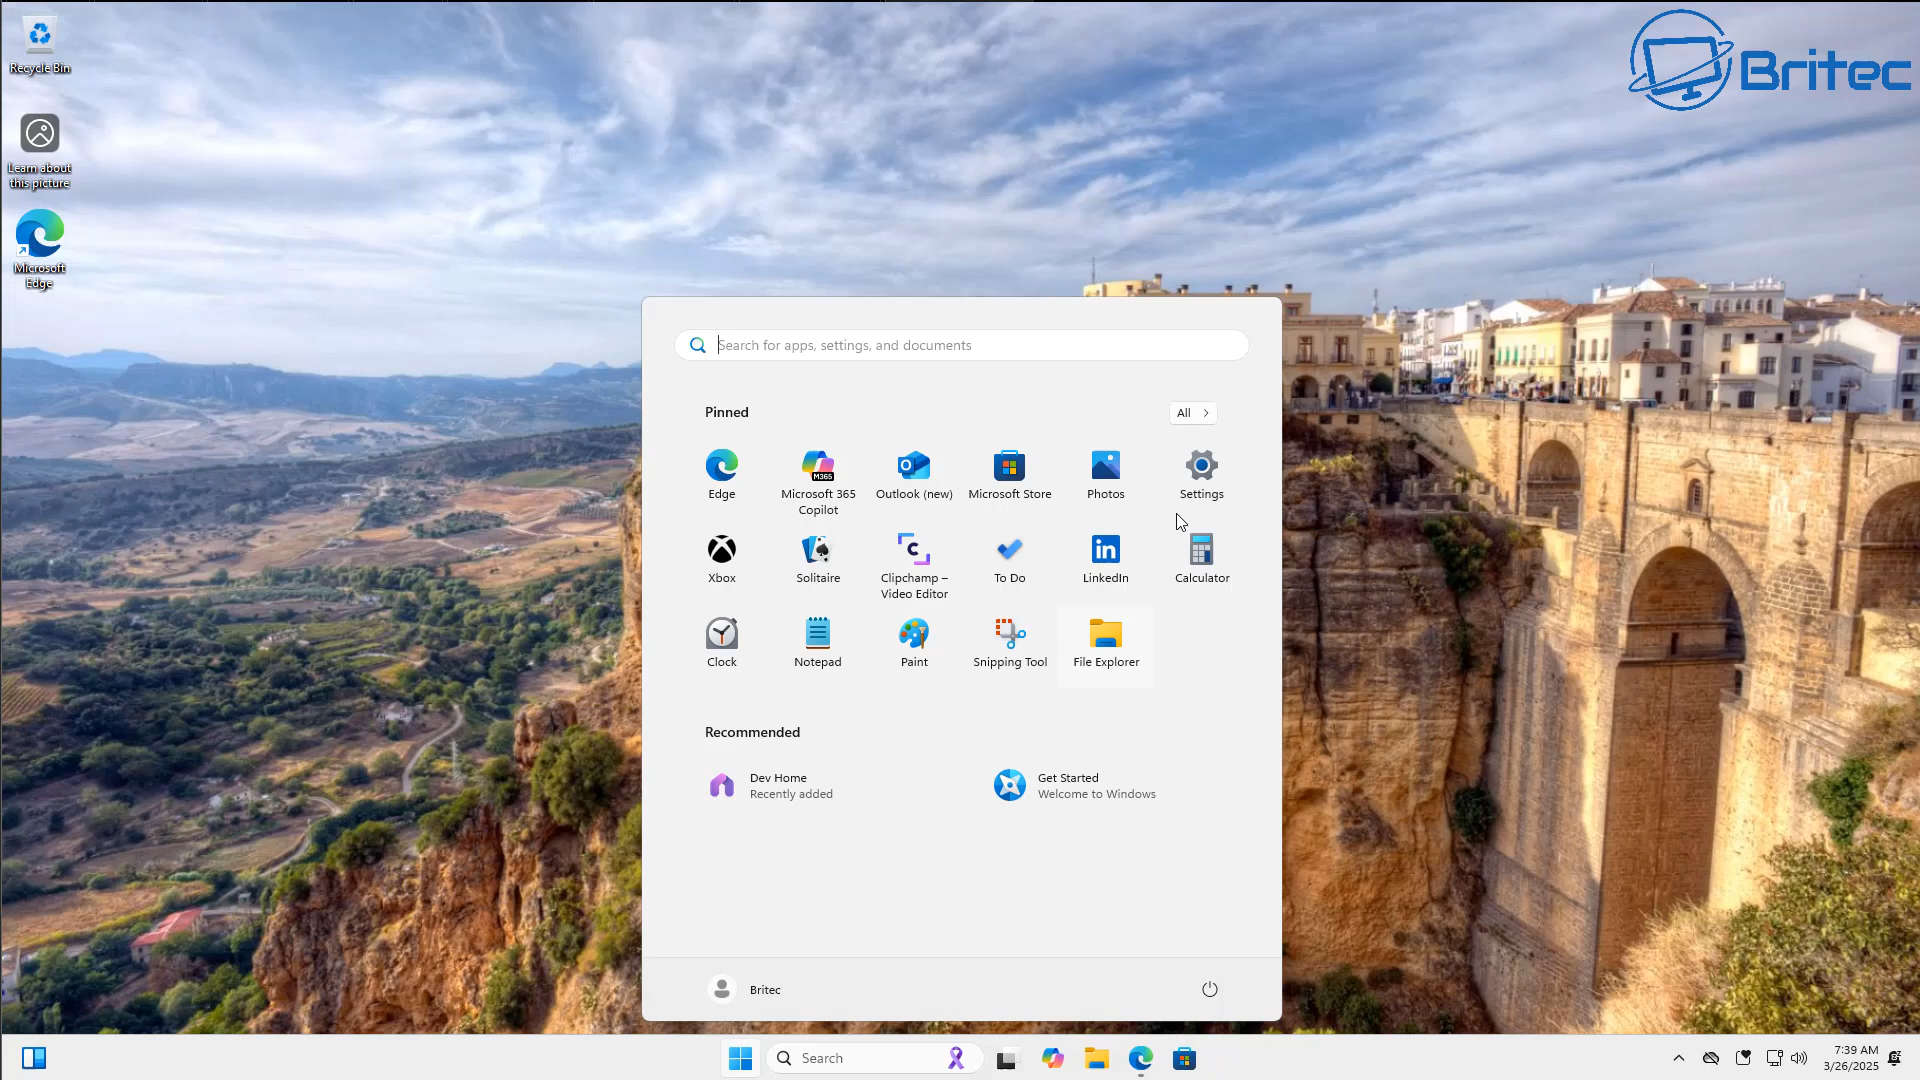 Recycle Bin
Learn about
this picture
Microsoft
Edge
Britec
Search for apps, settings, and documents
Pinned
All
Edge
M365
Microsoft 365
Copilot
Outlook (new)
Microsoft Store
Photos
Settings
Xbox
Solitaire
Clipchamp –
Video Editor
To Do
LinkedIn
Calculator
Clock
Notepad
Paint
Snipping Tool
File Explorer
Recommended
Dev Home
Recently added
Get Started
Welcome to Windows
Britec
Search
7:39 AM
3/26/2025